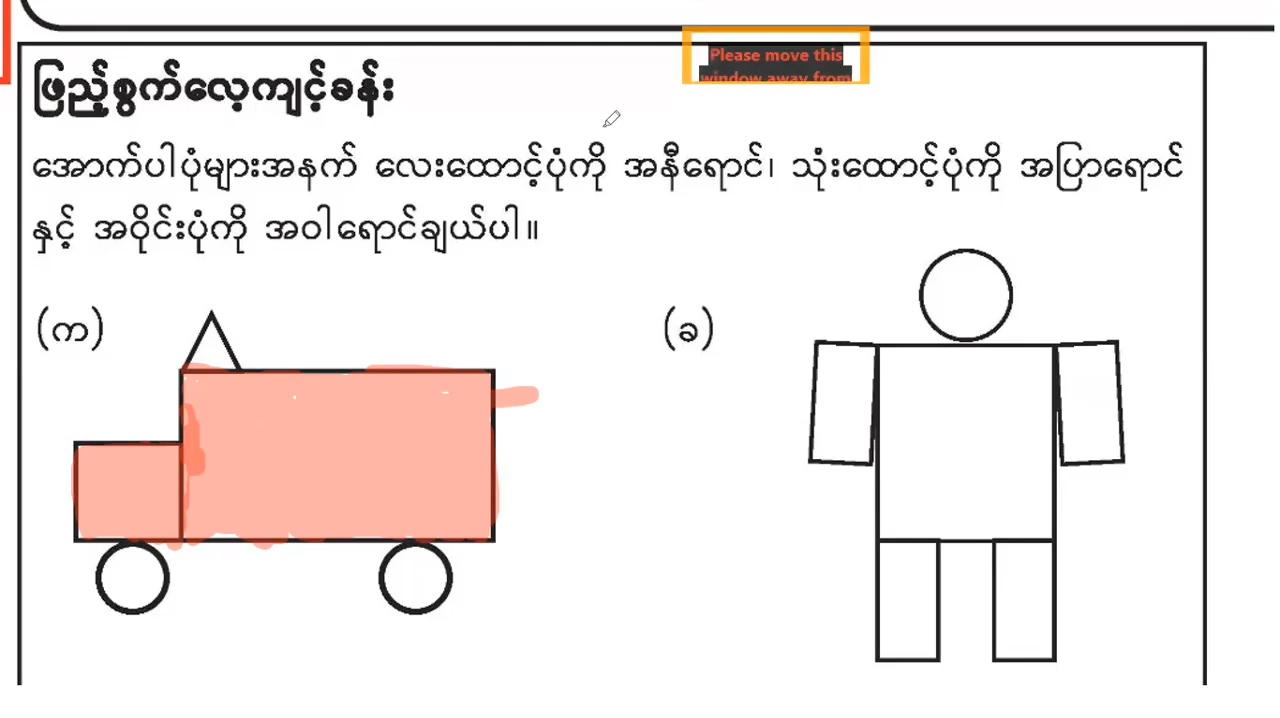 Please move this
window away from
ဖြည့်စွက်လေ့ကျင့်ခန်း
အောက်ပါပုံများအနက် လေးထောင့်ပုံကို အနီရောင်၊ သုံးထောင့်ပုံကို အပြာရောင်
နှင့် အဝိုင်းပုံကို အဝါရောင်ချယ်ပါ။
(က)
(ခ)